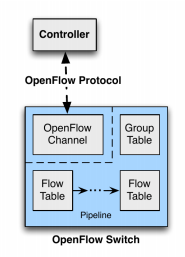 Controller
OpenFlow Protocol
OpenFlow
Channel
Group
Table
Flow
Table
Flow
Table
Pipeline
OpenFlow Switch